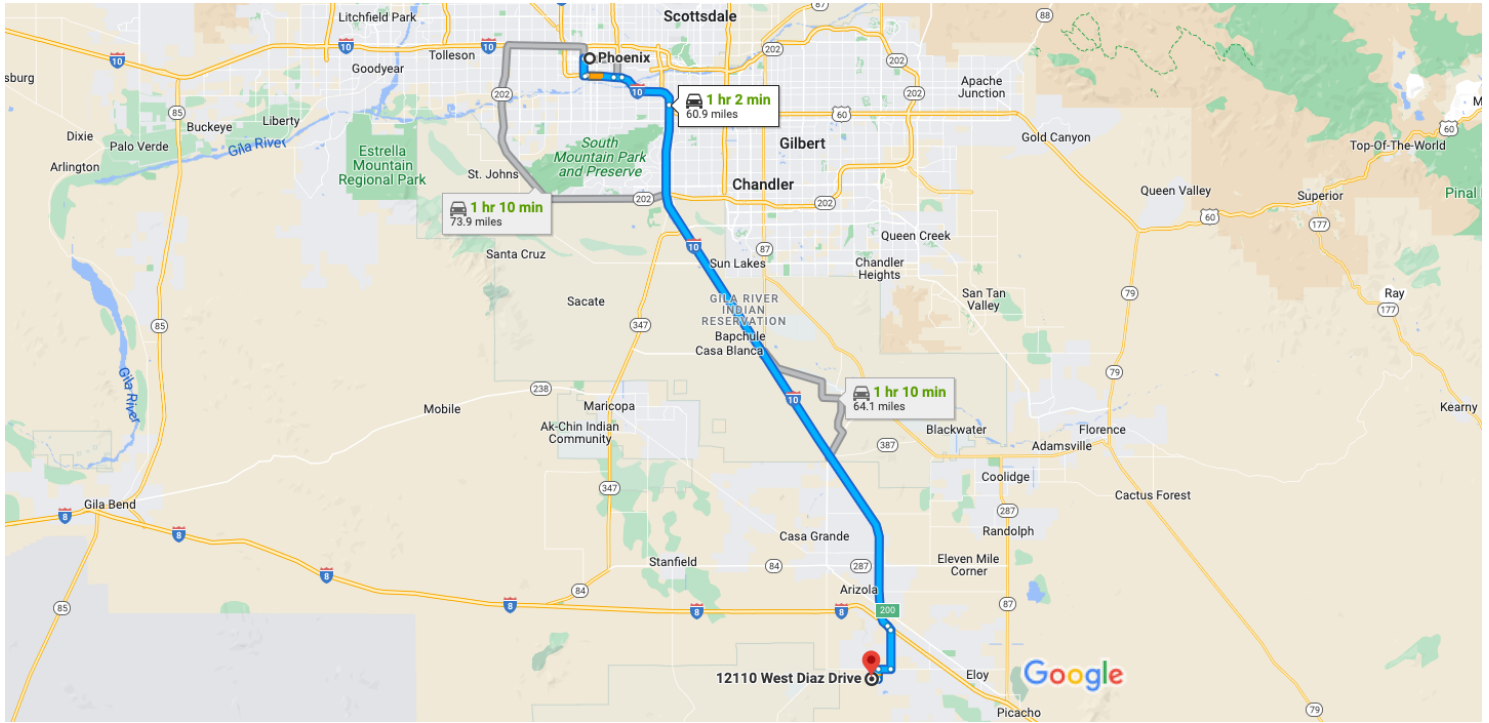 Litchfield Park
Scottsdale
87
88
10
10
Tolleson
10
202
Phoenix
202
60
sburg
Goodyear
Apache
Junction
202
10
1 hr 2 min
60.9 miles
202
60
M
85
Buckeye
Liberty
Dixie
Palo Verde
Gila River
Arlington
Estrella
Mountain
Regional Park
South
Mountain Park
and Preserve
Gilbert
Gold Canyon
60
Top-Of-The-World
St. Johns
Chandler
Queen Valley
Superior
Pinal
1 hr 10 min
73.9 miles
202
202
60
177
Santa Cruz
10
87
Sun Lakes
Queen Creek
Chandler
Heights
Sacate
GILA RIVER
INDIAN
RESERVATION
San Tan
Valley
79
Ray
177
85
347
Bapchule
Casa Blanca
Gila River
79
238
1 hr 10 min
64.1 miles
10
Mobile
Maricopa
Ak-Chin Indian
Community
Kearny
387
Blackwater
Florence
Adamsville
Coolidge
Gila Bend
347
Cactus Forest
8
8
287
Casa Grande
Randolph
Stanfield
84
287
Eleven Mile
Corner
8
84
Arizola
85
8
8
8
200
87
12110 West Diaz Drive
Eloy
Google
Picacho
79